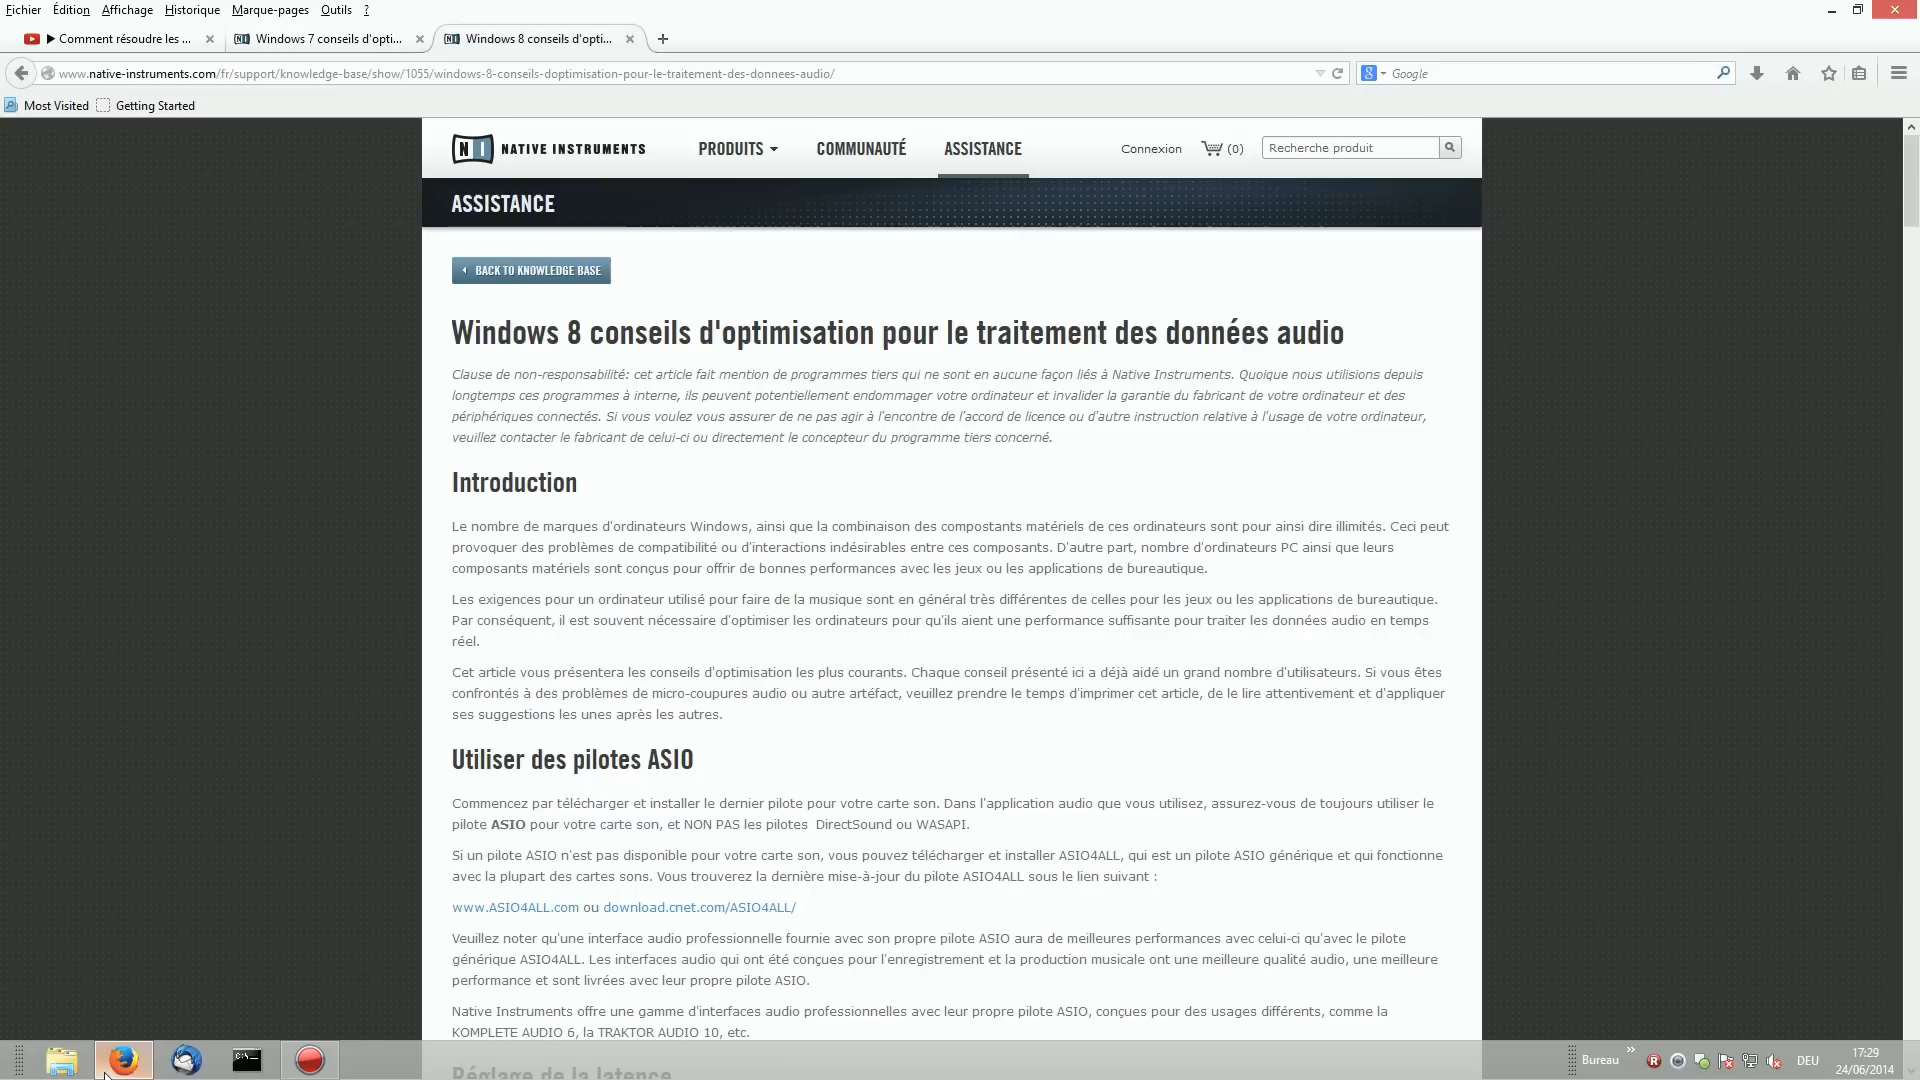 Fichier Édition Affichage Historique Marque-pages Outils ?
Comment résoudre les ...
Windows 7 conseils d'opti...
Windows 8 conseils d'opti...
www.native-instruments.com/fr/support/knowledge-base/show/1055/windows-8-conseils-doptimisation-pour-le-traitement-des-donnees-audio/
Google
Most Visited Getting Started
NATIVE INSTRUMENTS
PRODUITS COMMUNAUTÉ ASSISTANCE
Connexion (0) Recherche produit
ASSISTANCE
BACK TO KNOWLEDGE BASE
Windows 8 conseils d'optimisation pour le traitement des données audio
Clause de non-responsabilité: cet article fait mention de programmes tiers qui ne sont en aucune façon liés à Native Instruments. Quoique nous utilisions depuis
longtemps ces programmes à interne, ils peuvent potentiellement endommager votre ordinateur et invalider la garantie du fabricant de votre ordinateur et des
périphériques connectés. Si vous voulez vous assurer de ne pas agir à l'encontre de l'accord de licence ou d'autre instruction relative à l'usage de votre ordinateur,
veuillez contacter le fabricant de celui-ci ou directement le concepteur du programme tiers concerné.
Introduction
Le nombre de marques d'ordinateurs Windows, ainsi que la combinaison des compostants matériels de ces ordinateurs sont pour ainsi dire illimités. Ceci peut
provoquer des problèmes de compatibilité ou d'interactions indésirables entre ces composants. D'autre part, nombre d'ordinateurs PC ainsi que leurs
composants matériels sont conçus pour offrir de bonnes performances avec les jeux ou les applications de bureautique.
Les exigences pour un ordinateur utilisé pour faire de la musique sont en général très différentes de celles pour les jeux ou les applications de bureautique.
Par conséquent, il est souvent nécessaire d'optimiser les ordinateurs pour qu'ils aient une performance suffisante pour traiter les données audio en temps
réel.
Cet article vous présentera les conseils d'optimisation les plus courants. Chaque conseil présenté ici a déjà aidé un grand nombre d'utilisateurs. Si vous êtes
confrontés à des problèmes de micro-coupures audio ou autre artéfact, veuillez prendre le temps d'imprimer cet article, de le lire attentivement et d'appliquer
ses suggestions les unes après les autres.
Utiliser des pilotes ASIO
Commencez par télécharger et installer le dernier pilote pour votre carte son. Dans l'application audio que vous utilisez, assurez-vous de toujours utiliser le
pilote ASIO pour votre carte son, et NON PAS les pilotes DirectSound ou WASAPI.
Si un pilote ASIO n'est pas disponible pour votre carte son, vous pouvez télécharger et installer ASIO4ALL, qui est un pilote ASIO générique et qui fonctionne
avec la plupart des cartes sons. Vous trouverez la dernière mise-à-jour du pilote ASIO4ALL sous le lien suivant :
www.ASIO4ALL.com ou download.cnet.com/ASIO4ALL/
Veuillez noter qu'une interface audio professionnelle fournie avec son propre pilote ASIO aura de meilleures performances avec celui-ci qu'avec le pilote
générique ASIO4ALL. Les interfaces audio qui ont été conçues pour l'enregistrement et la production musicale ont une meilleure qualité audio, une meilleure
performance et sont livrées avec leur propre pilote ASIO.
Native Instruments offre une gamme d'interfaces audio professionnelles avec leur propre pilote ASIO, conçues pour des usages différents, comme la
KOMPLETE AUDIO 6, la TRAKTOR AUDIO 10, etc.
Réglage de la latence
Bureau
DEU
17:29
24/06/2014